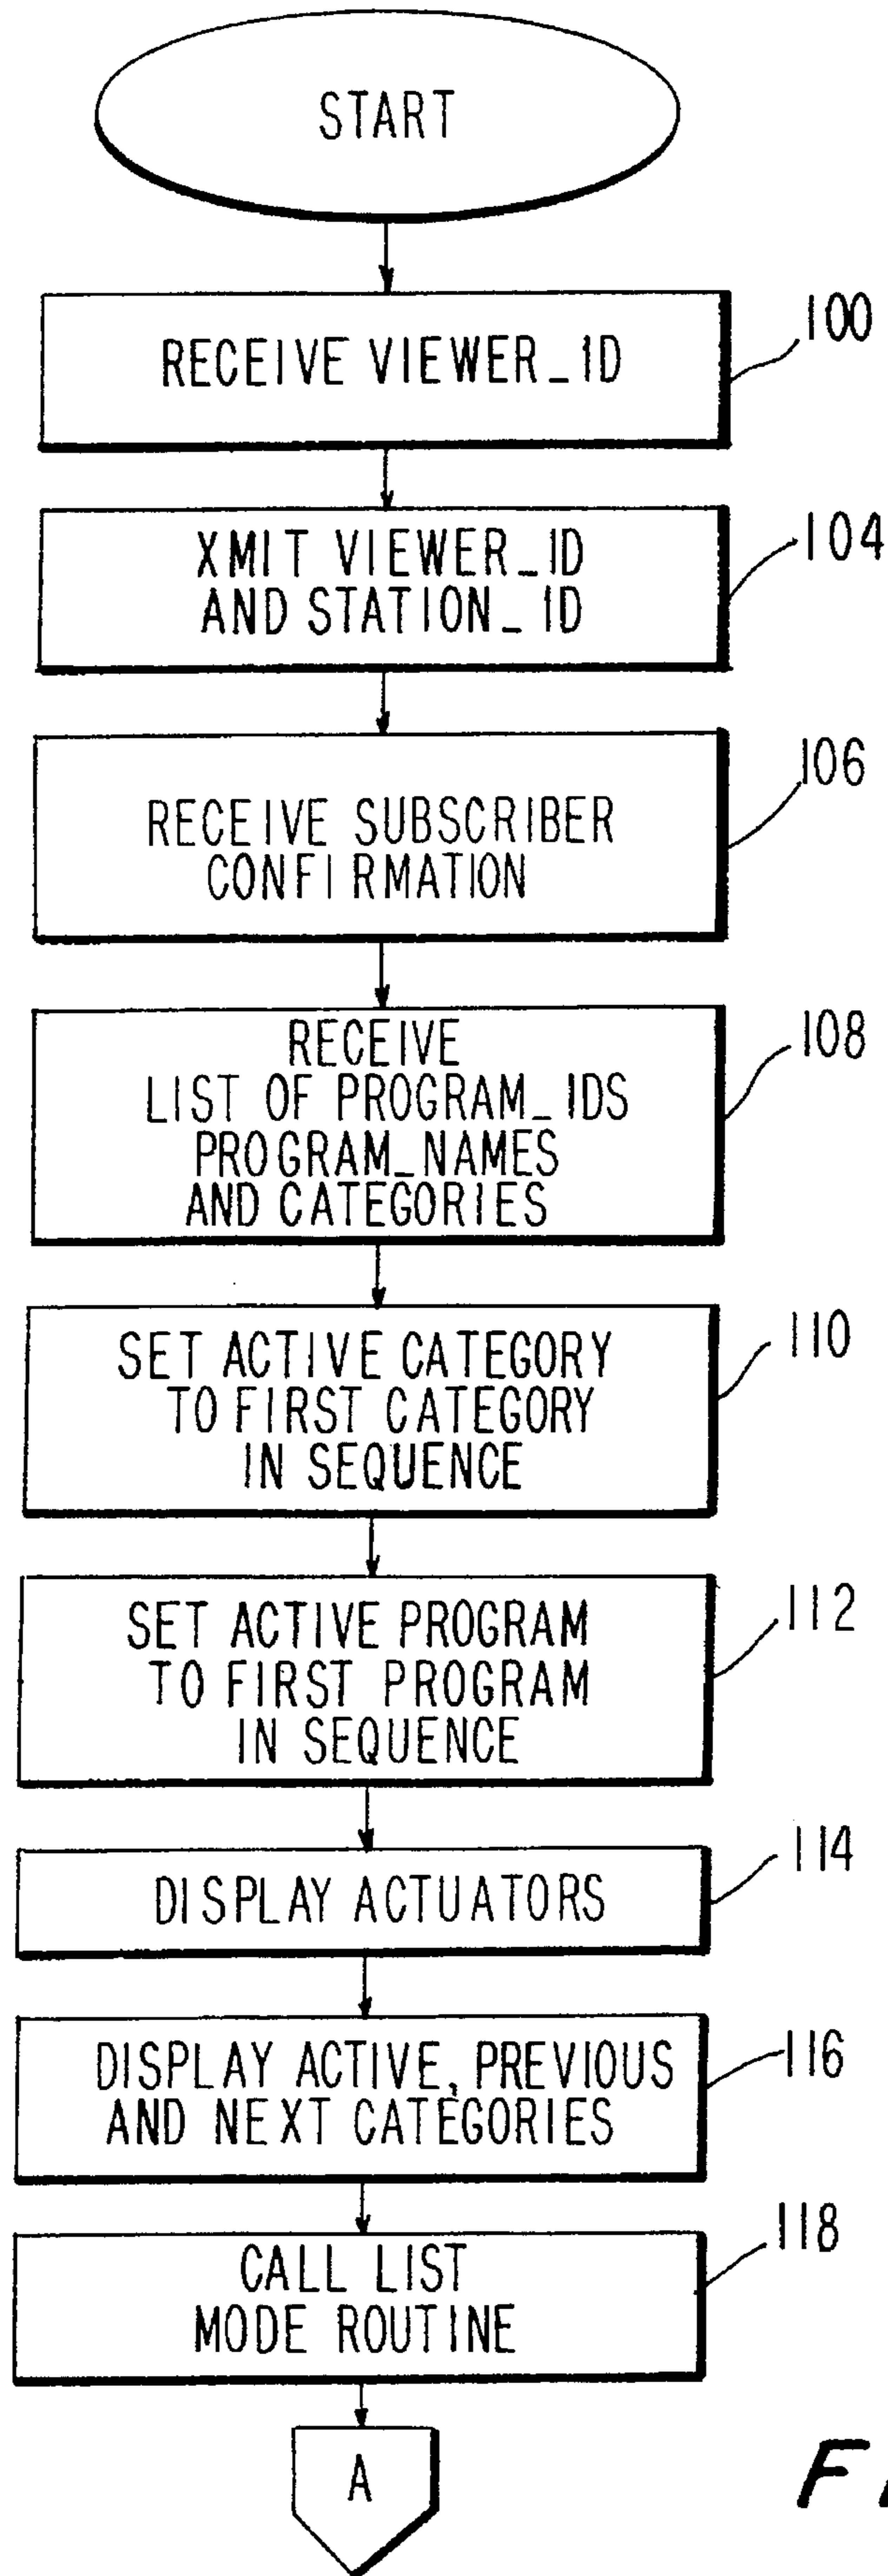 START
RECEIVE VIEWER_ID
100
XMIT VIEWER_ID
AND STATION_ID
104
RECEIVE SUBSCRIBER
CONFIRMATION
106
RECEIVE
LIST OF PROGRAM_IDS
PROGRAM_NAMES
AND CATEGORIES
108
SET ACTIVE CATEGORY
TO FIRST CATEGORY
IN SEQUENCE
110
SET ACTIVE PROGRAM
TO FIRST PROGRAM
IN SEQUENCE
112
DISPLAY ACTUATORS
114
DISPLAY ACTIVE, PREVIOUS
AND NEXT CATEGORIES
116
CALL LIST
MODE ROUTINE
118
A